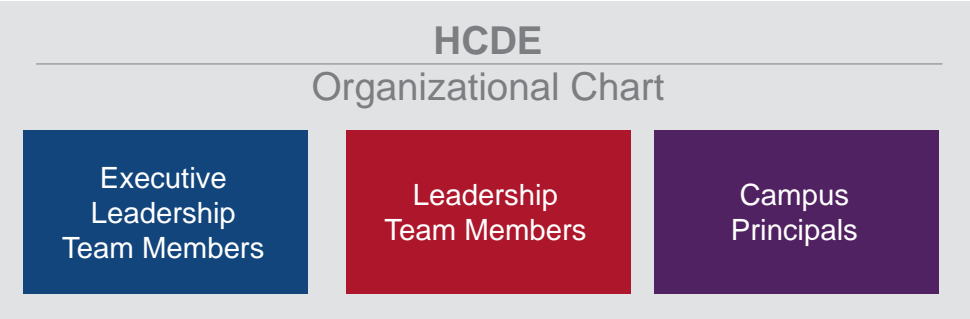 HCDE
Organizational Chart
Executive
Leadership
Team Members
Leadership
Team Members
Campus
Principals